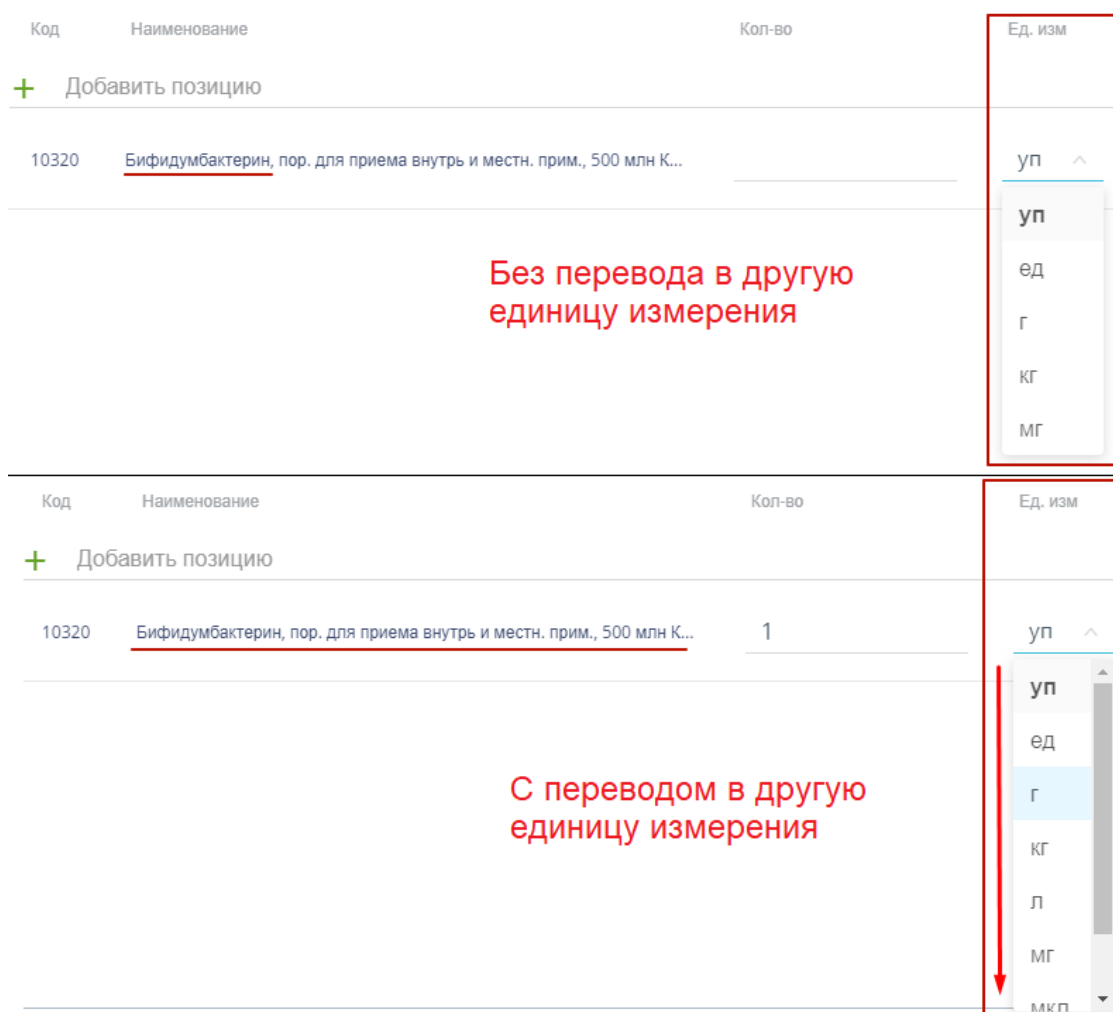 Код Наименование Кол-во Ед. изм
+ Добавить позицию
10320 Бифидумбактерин, пор. для приема внутрь и местн. прим., 500 млн К... уп
уп
ед
Без перевода в другую
единицу измерения
г
кг
мг
Код Наименование Кол-во Ед. изм
+ Добавить позицию
10320 Бифидумбактерин, пор. для приема внутрь и местн. прим., 500 млн К... 1 уп
уп
ед
С переводом в другую
единицу измерения
г
кг
л
мг
мкл